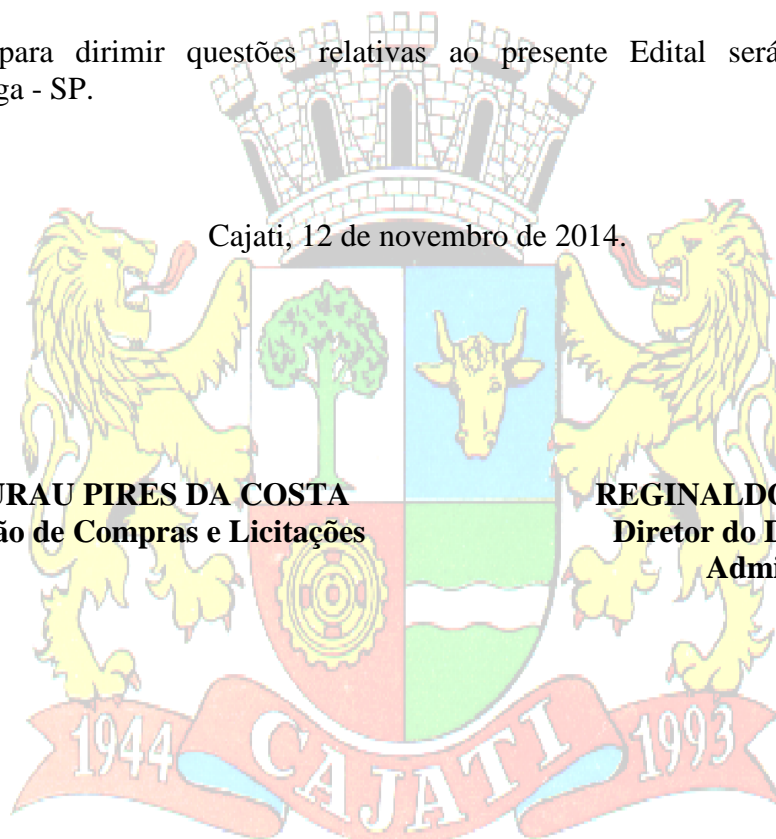 para dirimir questões relativas ao presente Edital será
ga - SP.
Cajati, 12 de novembro de 2014.
URAU PIRES DA COSTA
REGINALDO
ão de Compras e Licitações
Diretor do D
Admi
1944
CAJATI
1993